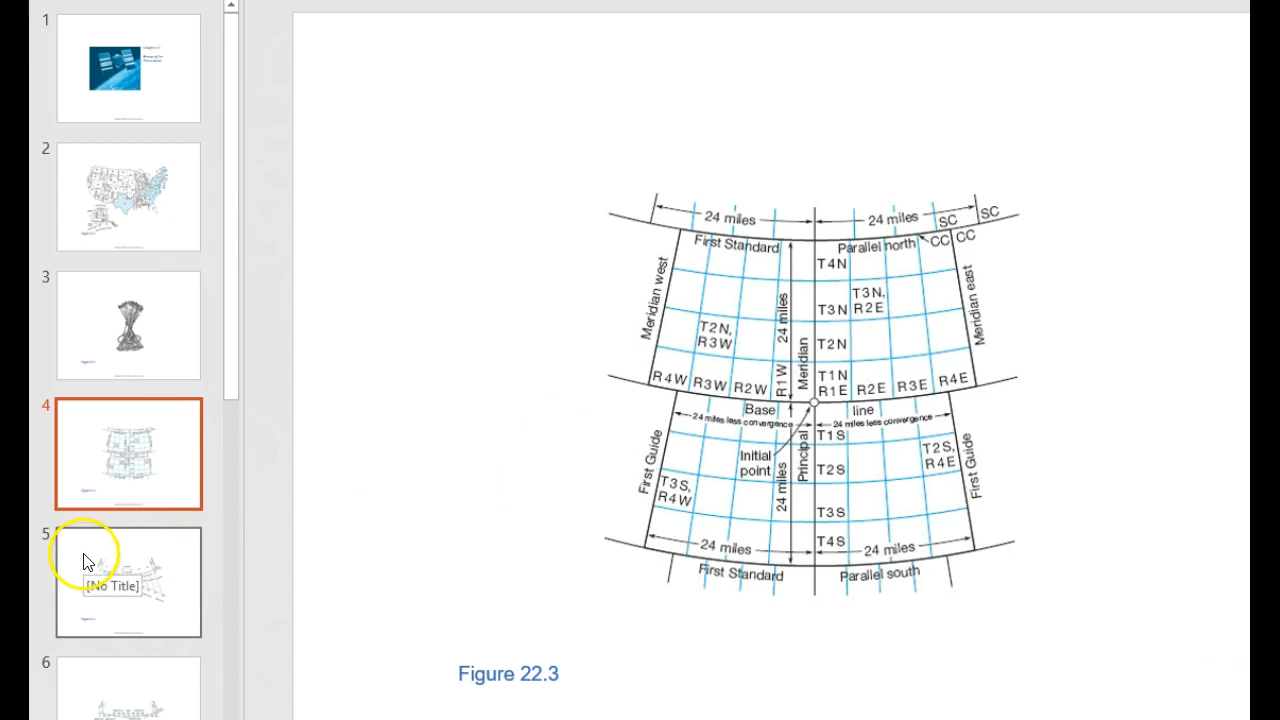 1
2
3
4
5
[No Title]
6
24 miles
24 miles
SC
SC
First Standard
Parallel north
CC
CC
Meridian west
24 miles
Meridian
T4N
T3N
T3N,
R2E
T2N,
R3W
T2N
Meridian east
R4W
R3W
R2W
R1W
T1N
R1E
R2E
R3E
R4E
Base
line
24 miles less convergence
24 miles less convergence
First Guide
Initial
point
24 miles
Principal
T1S
T2S
T2S,
R4E
First Guide
T3S,
R4W
T3S
T4S
24 miles
24 miles
First Standard
Parallel south
Figure 22.3